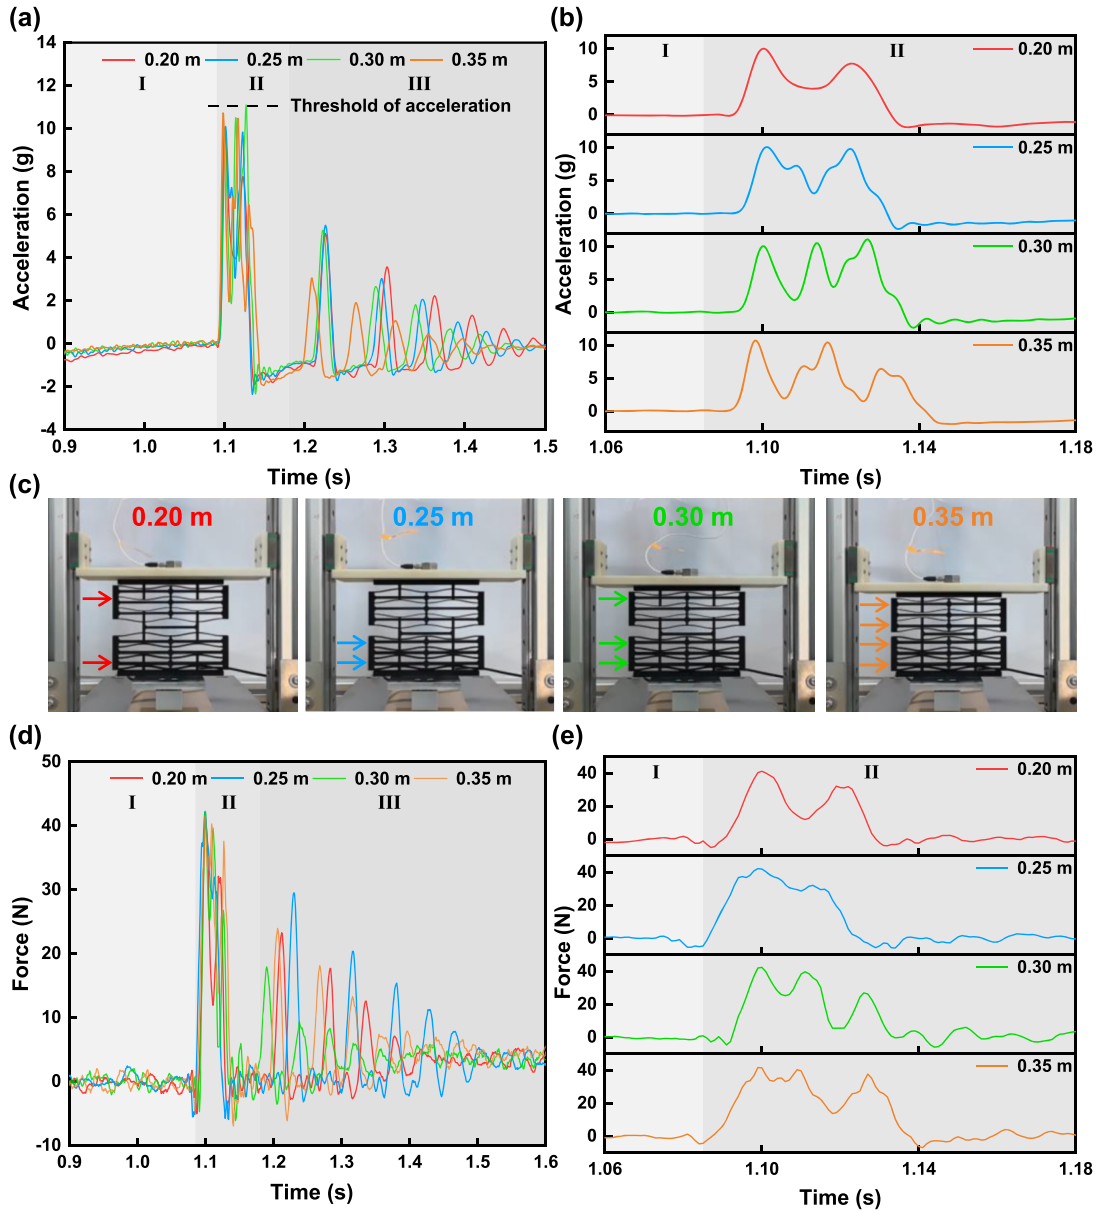 (a)
14
12
10
8
6
4
2
0
-2
-4
Acceleration (g)
0.20 m 0.25 m 0.30 m 0.35 m
I II III
Threshold of acceleration
0.9 1.0 1.1 1.2 1.3 1.4 1.5
Time (s)
(b)
I II
10
5
0
0.20 m
10
5
0
0.25 m
10
5
0
0.30 m
10
5
0
0.35 m
Acceleration (g)
1.06 1.10 1.14 1.18
Time (s)
(c)
0.20 m 0.25 m 0.30 m 0.35 m
(d)
50
40
30
20
10
0
-10
Force (N)
0.20 m 0.25 m 0.30 m 0.35 m
I II III
0.9 1.0 1.1 1.2 1.3 1.4 1.5 1.6
Time (s)
(e)
I II
40
20
0
0.20 m
40
20
0
0.25 m
40
20
0
0.30 m
40
20
0
0.35 m
Force (N)
1.06 1.10 1.14 1.18
Time (s)